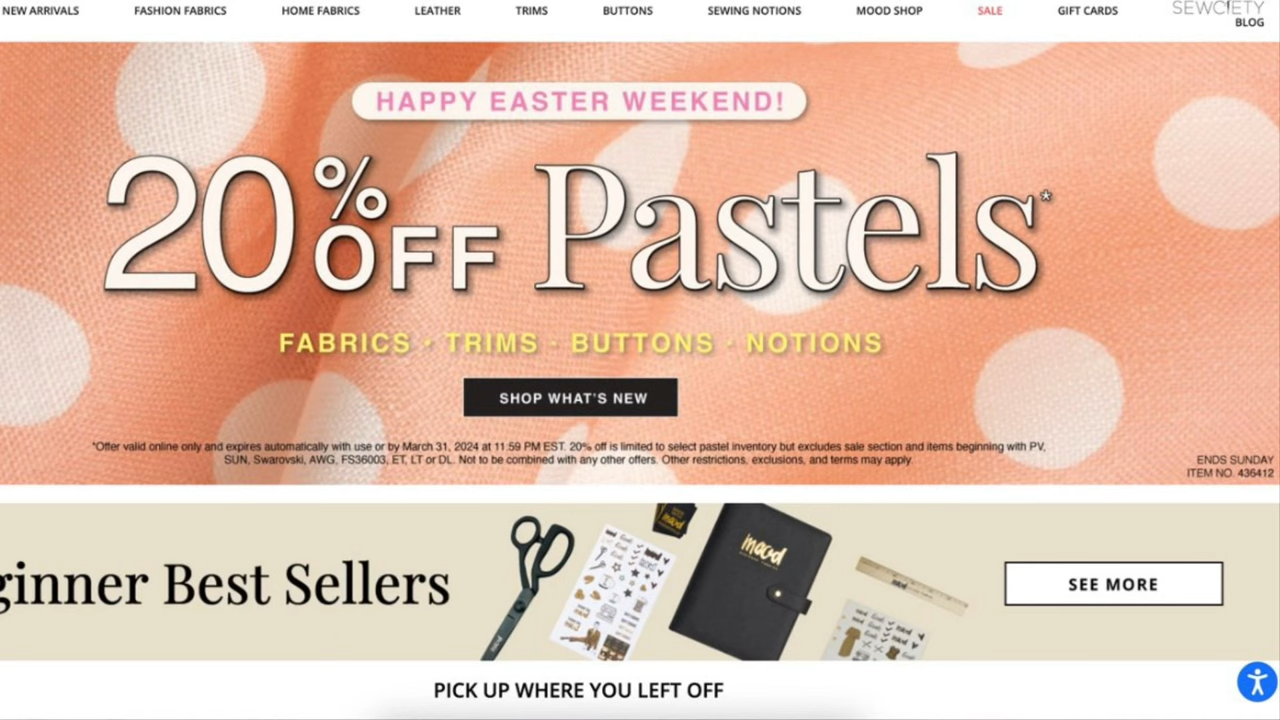 NEW ARRIVALS FASHION FABRICS HOME FABRICS LEATHER TRIMS BUTTONS SEWING NOTIONS MOOD SHOP SALE GIFT CARDS SEWCIETY
BLOG
HAPPY EASTER WEEKEND!
20% OFF Pastels*
FABRICS · TRIMS · BUTTONS · NOTIONS
SHOP WHAT'S NEW
*Offer valid online only and expires automatically with use or by March 31, 2024 at 11:59 PM EST. 20% off is limited to select pastel inventory but excludes sale section and items beginning with PV,
SUN, Swarovski, AWG, FS36003, ET, LT or DL. Not to be combined with any other offers. Other restrictions, exclusions, and terms may apply.
ENDS SUNDAY
ITEM NO. 436412
ginner Best Sellers
mood
SEE MORE
PICK UP WHERE YOU LEFT OFF